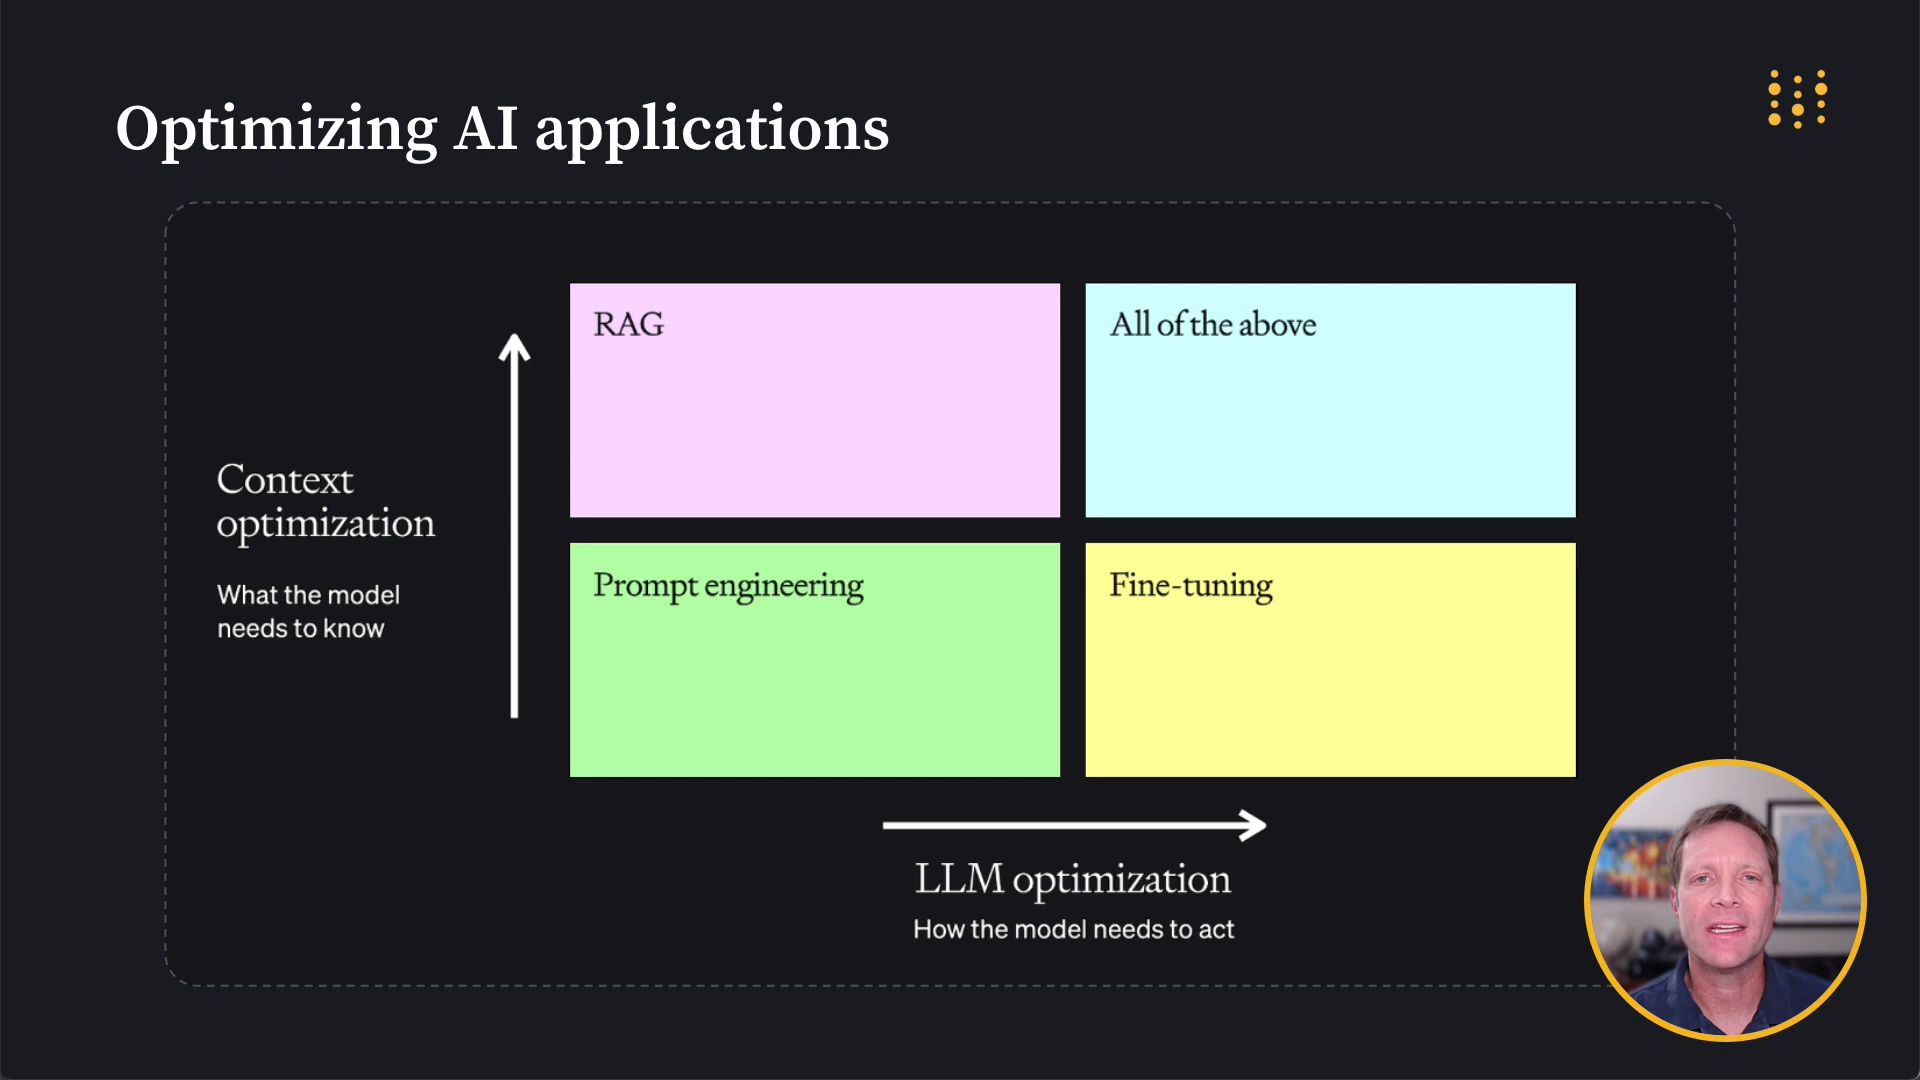 Optimizing AI applications
RAG
All of the above
Context
optimization
What the model
needs to know
Prompt engineering
Fine-tuning
LLM optimization
How the model needs to act